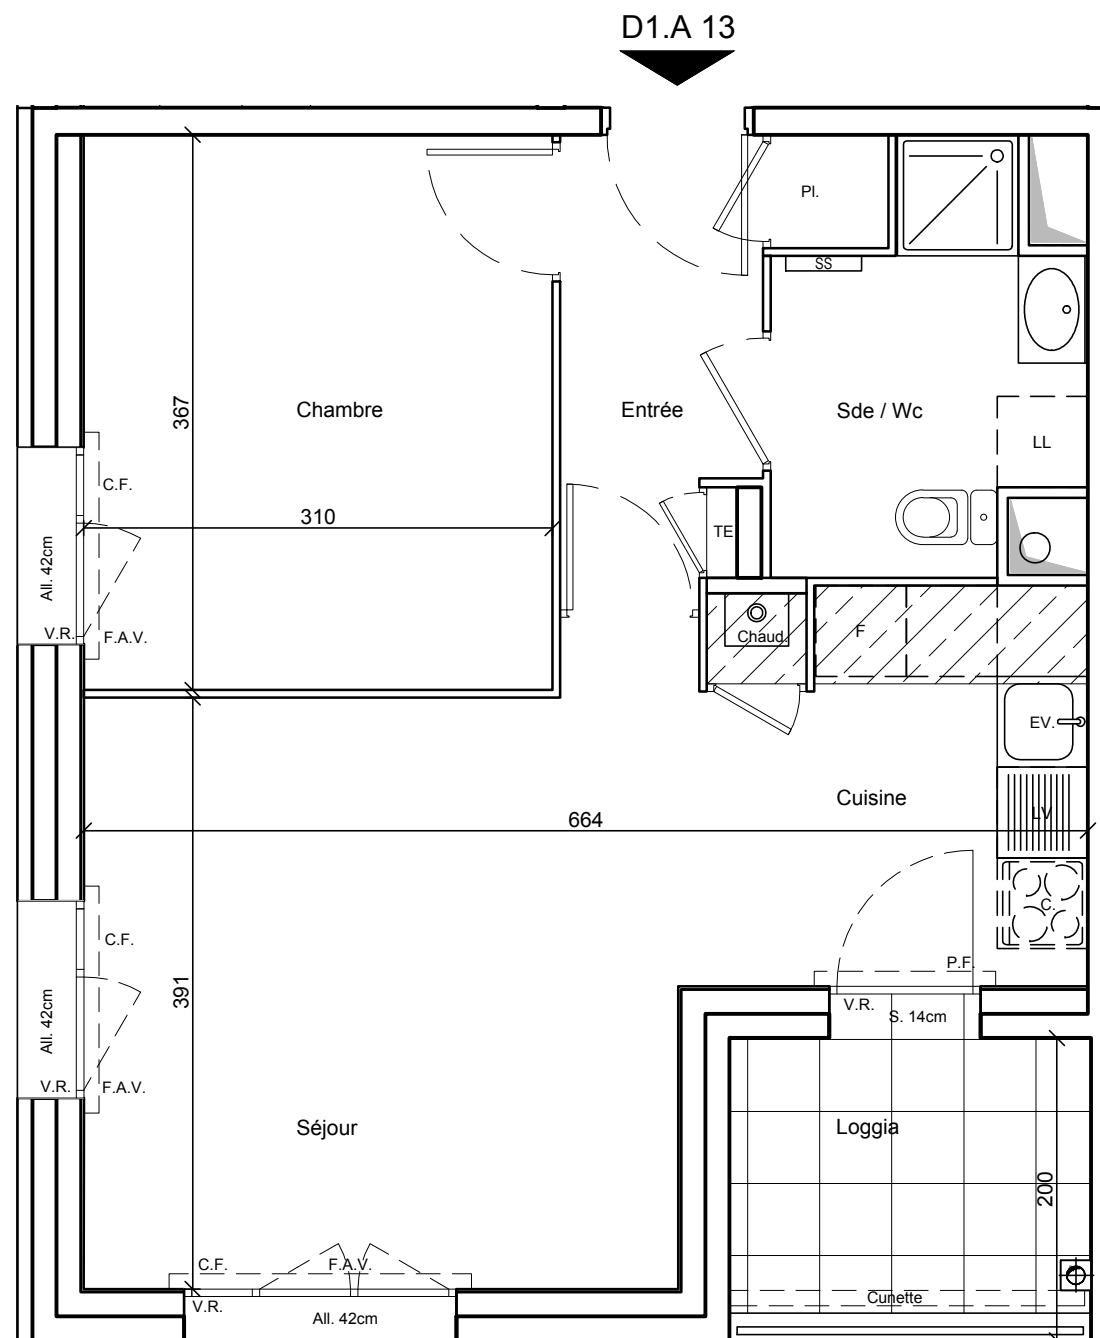 D1.A 13
Pl.
SS
367
Chambre
Entrée
Sde / Wc
LL
C.F.
310
TE
All. 42cm
V.R.
F.A.V.
Chaud.
F
EV.
Cuisine
LV
664
C.
C.F.
P.F.
391
All. 42cm
V.R.
S. 14cm
V.R.
F.A.V.
Séjour
Loggia
200
C.F.
F.A.V.
V.R.
All. 42cm
Cunette